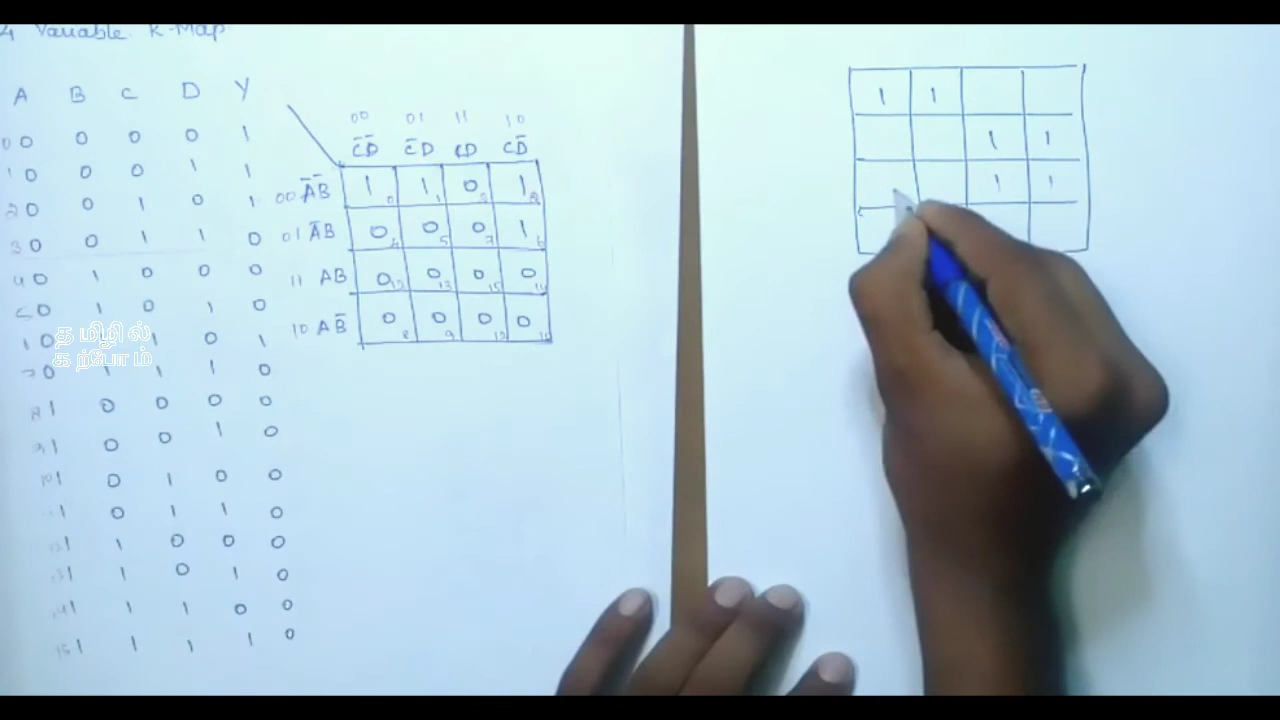 4 Variable K-Map
A B C D Y
0 0 0 0 0 1
1 0 0 0 1 1
2 0 0 1 0 1
3 0 0 1 1 0
4 0 1 0 0 0
5 0 1 0 1 0
1 0 1 0 1
7 0 1 1 1 0
8 1 0 0 0 0
9 1 0 0 1 0
10 1 0 1 0 0
1 0 1 1 0
12 1 1 0 0 0
13 1 1 0 1 0
14 1 1 1 0 0
15 1 1 1 1 0
தமிழில்
கற்போம்
00 01 11 10
C̄D̄ C̄D CD CD̄
00 ĀB̄ 1 0 1 1 0 3 1 2
01 ĀB 0 4 0 5 0 7 1 6
11 AB 0 12 0 13 0 15 0 14
10 AB̄ 0 8 0 9 0 0
1 1
1 1
1 1